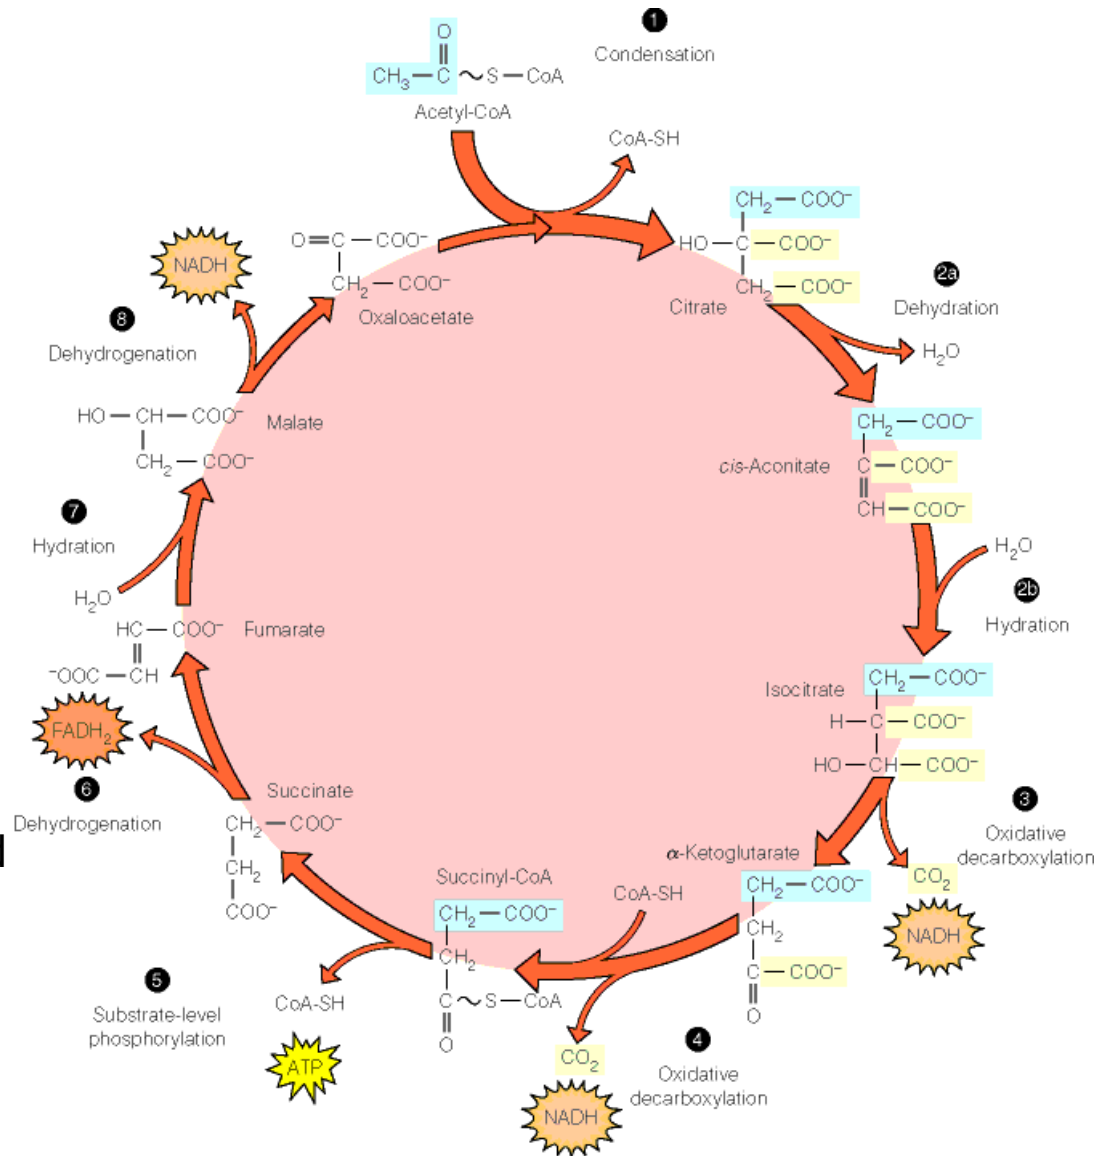 1
Condensation
O
CH₃ — C ~ S — CoA
Acetyl-CoA
CoA-SH
CH₂ — COO⁻
HO — C — COO⁻
CH₂ — COO⁻
Citrate
2a
Dehydration
H₂O
CH₂ — COO⁻
C — COO⁻
CH — COO⁻
cis-Aconitate
H₂O
2b
Hydration
Isocitrate
CH₂ — COO⁻
H — C — COO⁻
HO — CH — COO⁻
3
Oxidative
decarboxylation
CO₂
NADH
α-Ketoglutarate
CH₂ — COO⁻
CH₂
C — COO⁻
O
CoA-SH
4
Oxidative
decarboxylation
CO₂
NADH
Succinyl-CoA
CH₂ — COO⁻
CH₂
C ~ S — CoA
O
5
Substrate-level
phosphorylation
CoA-SH
ATP
Succinate
CH₂ — COO⁻
CH₂
COO⁻
6
Dehydrogenation
FADH₂
Fumarate
HC — COO⁻
⁻OOC — CH
7
Hydration
H₂O
Malate
HO — CH — COO⁻
CH₂ — COO⁻
8
Dehydrogenation
NADH
O=C — COO⁻
CH₂ — COO⁻
Oxaloacetate